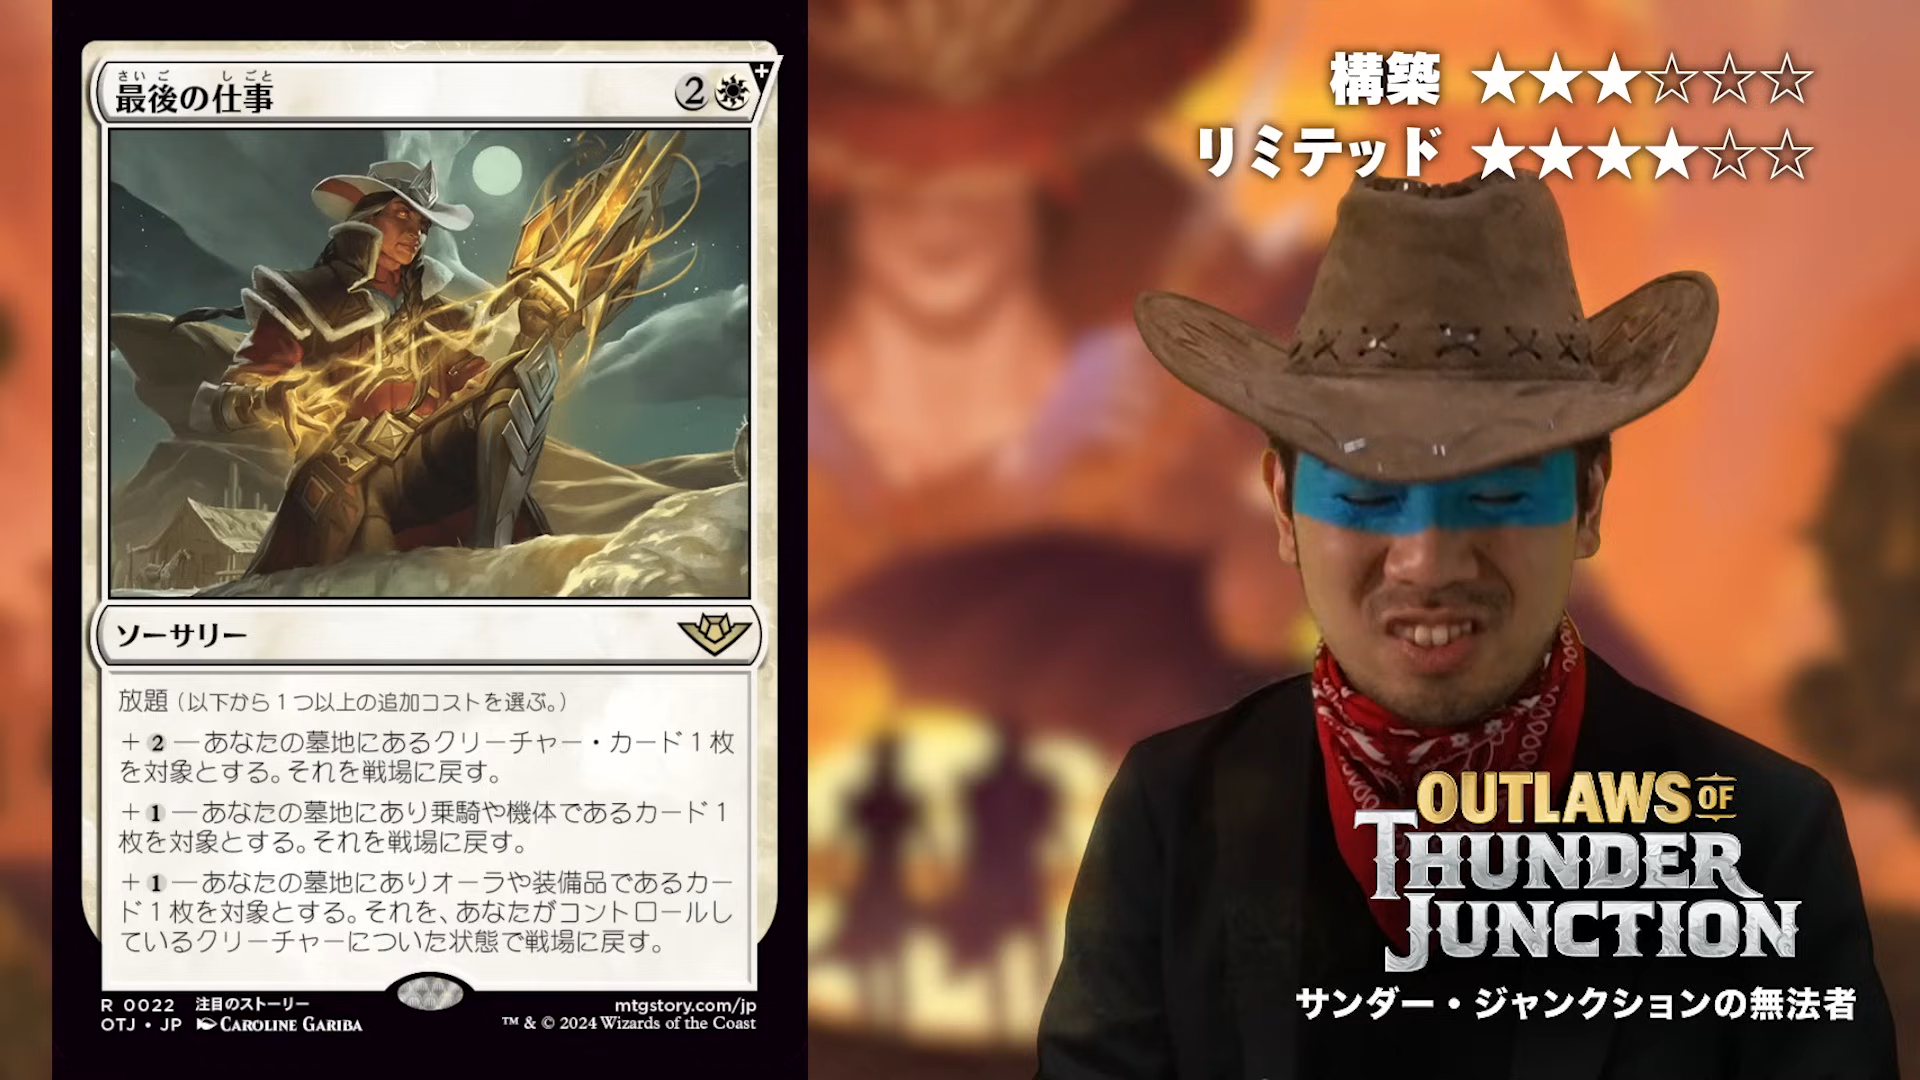 さいご しごと
最後の仕事 2
ソーサリー
放題（以下から1つ以上の追加コストを選ぶ。）
+ 2 ―あなたの墓地にあるクリーチャー・カード1枚
を対象とする。それを戦場に戻す。
+ 1 ―あなたの墓地にあり乗騎や機体であるカード1
枚を対象とする。それを戦場に戻す。
+ 1 ―あなたの墓地にありオーラや装備品であるカー
ド1枚を対象とする。それを、あなたがコントロールし
ているクリーチャーについた状態で戦場に戻す。
R 0022 注目のストーリー
OTJ • JP CAROLINE GARIBA
mtgstory.com/jp
™ & © 2024 Wizards of the Coast
構築 ★★★☆☆☆
リミテッド ★★★★☆☆
OUTLAWS OF
THUNDER
JUNCTION
サンダー・ジャンクションの無法者